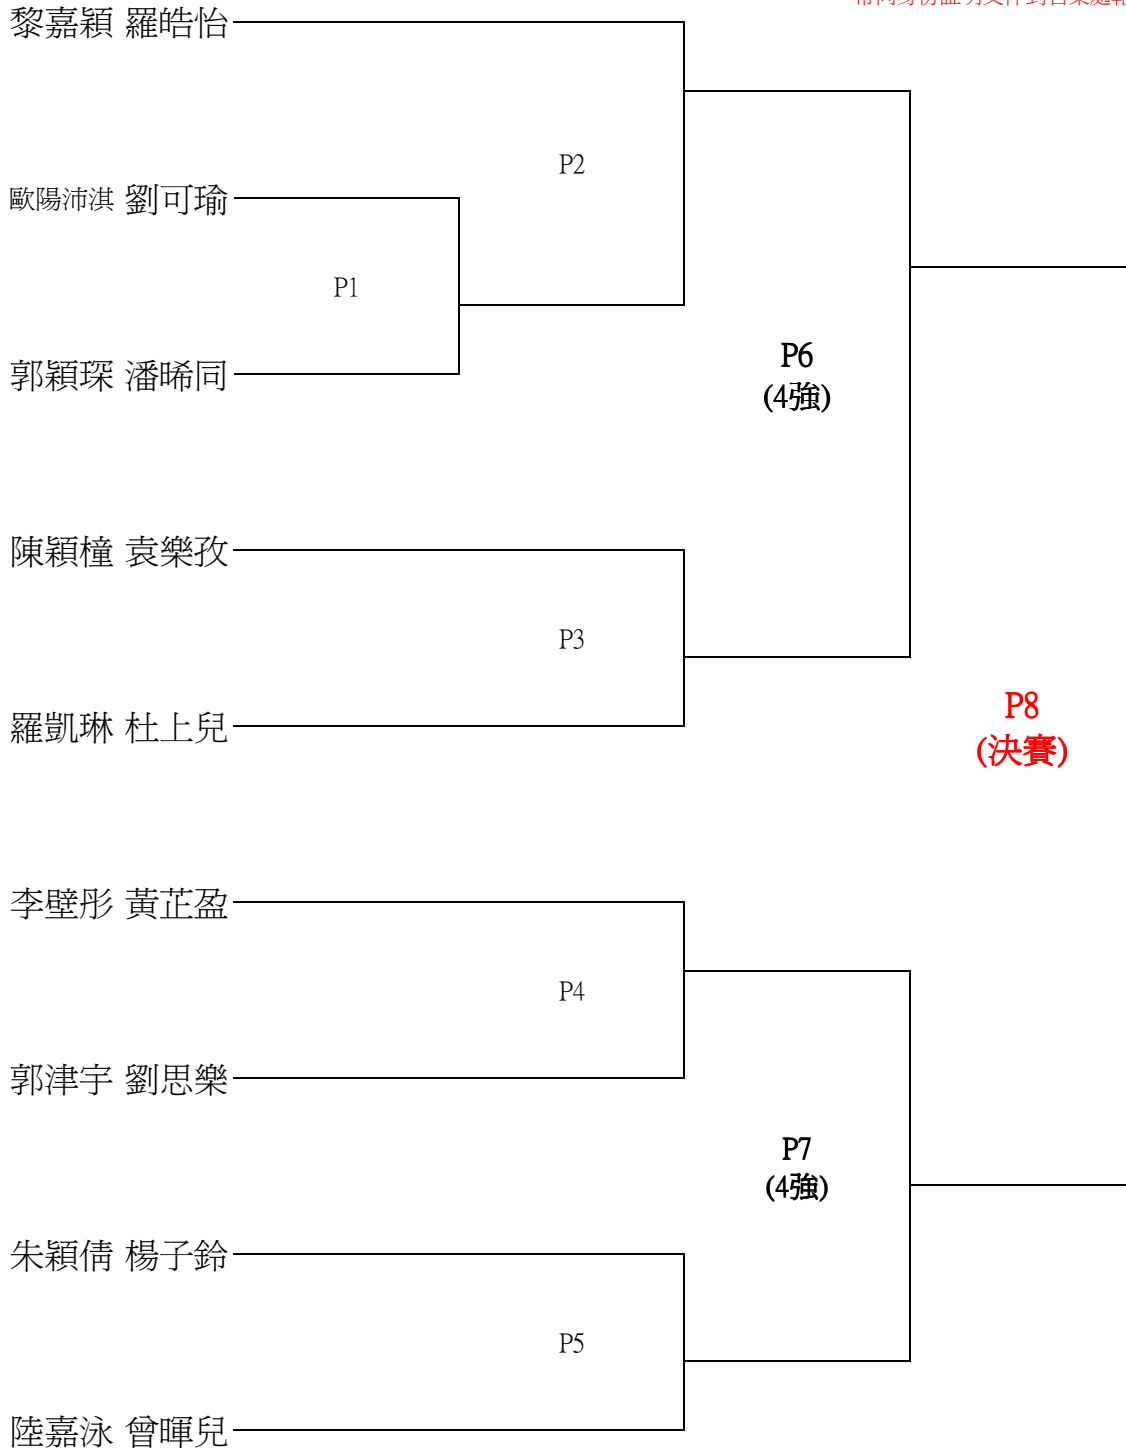 黎嘉穎 羅皓怡
P2
歐陽沛淇 劉可瑜
P1
P6
(4強)
郭穎琛 潘晞同
陳穎橦 袁樂孜
P3
羅凱琳 杜上兒
P8
(決賽)
李壁彤 黃芷盈
P4
郭津宇 劉思樂
P7
(4強)
朱穎倩 楊子鈴
P5
陸嘉泳 曾暉兒